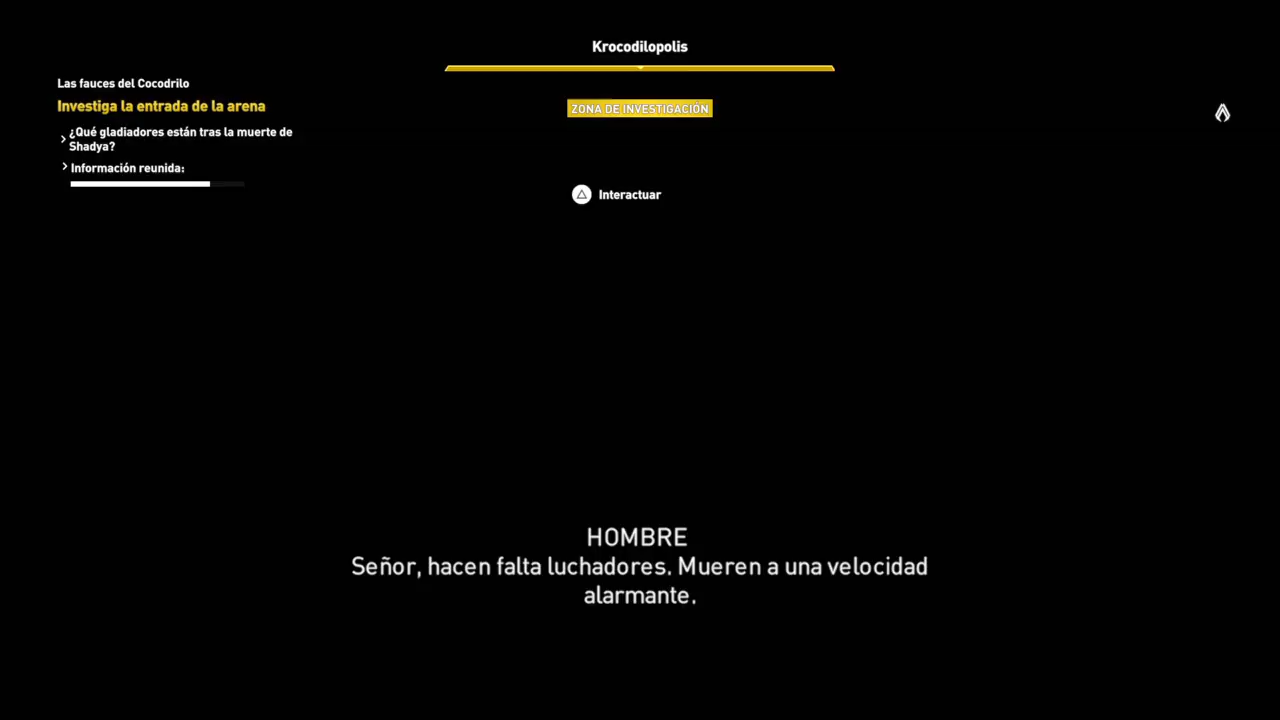 Krocodilopolis
Las fauces del Cocodrilo
Investiga la entrada de la arena
ZONA DE INVESTIGACIÓN
¿Qué gladiadores están tras la muerte de
Shadya?
Información reunida:
Interactuar
HOMBRE
Señor, hacen falta luchadores. Mueren a una velocidad
alarmante.